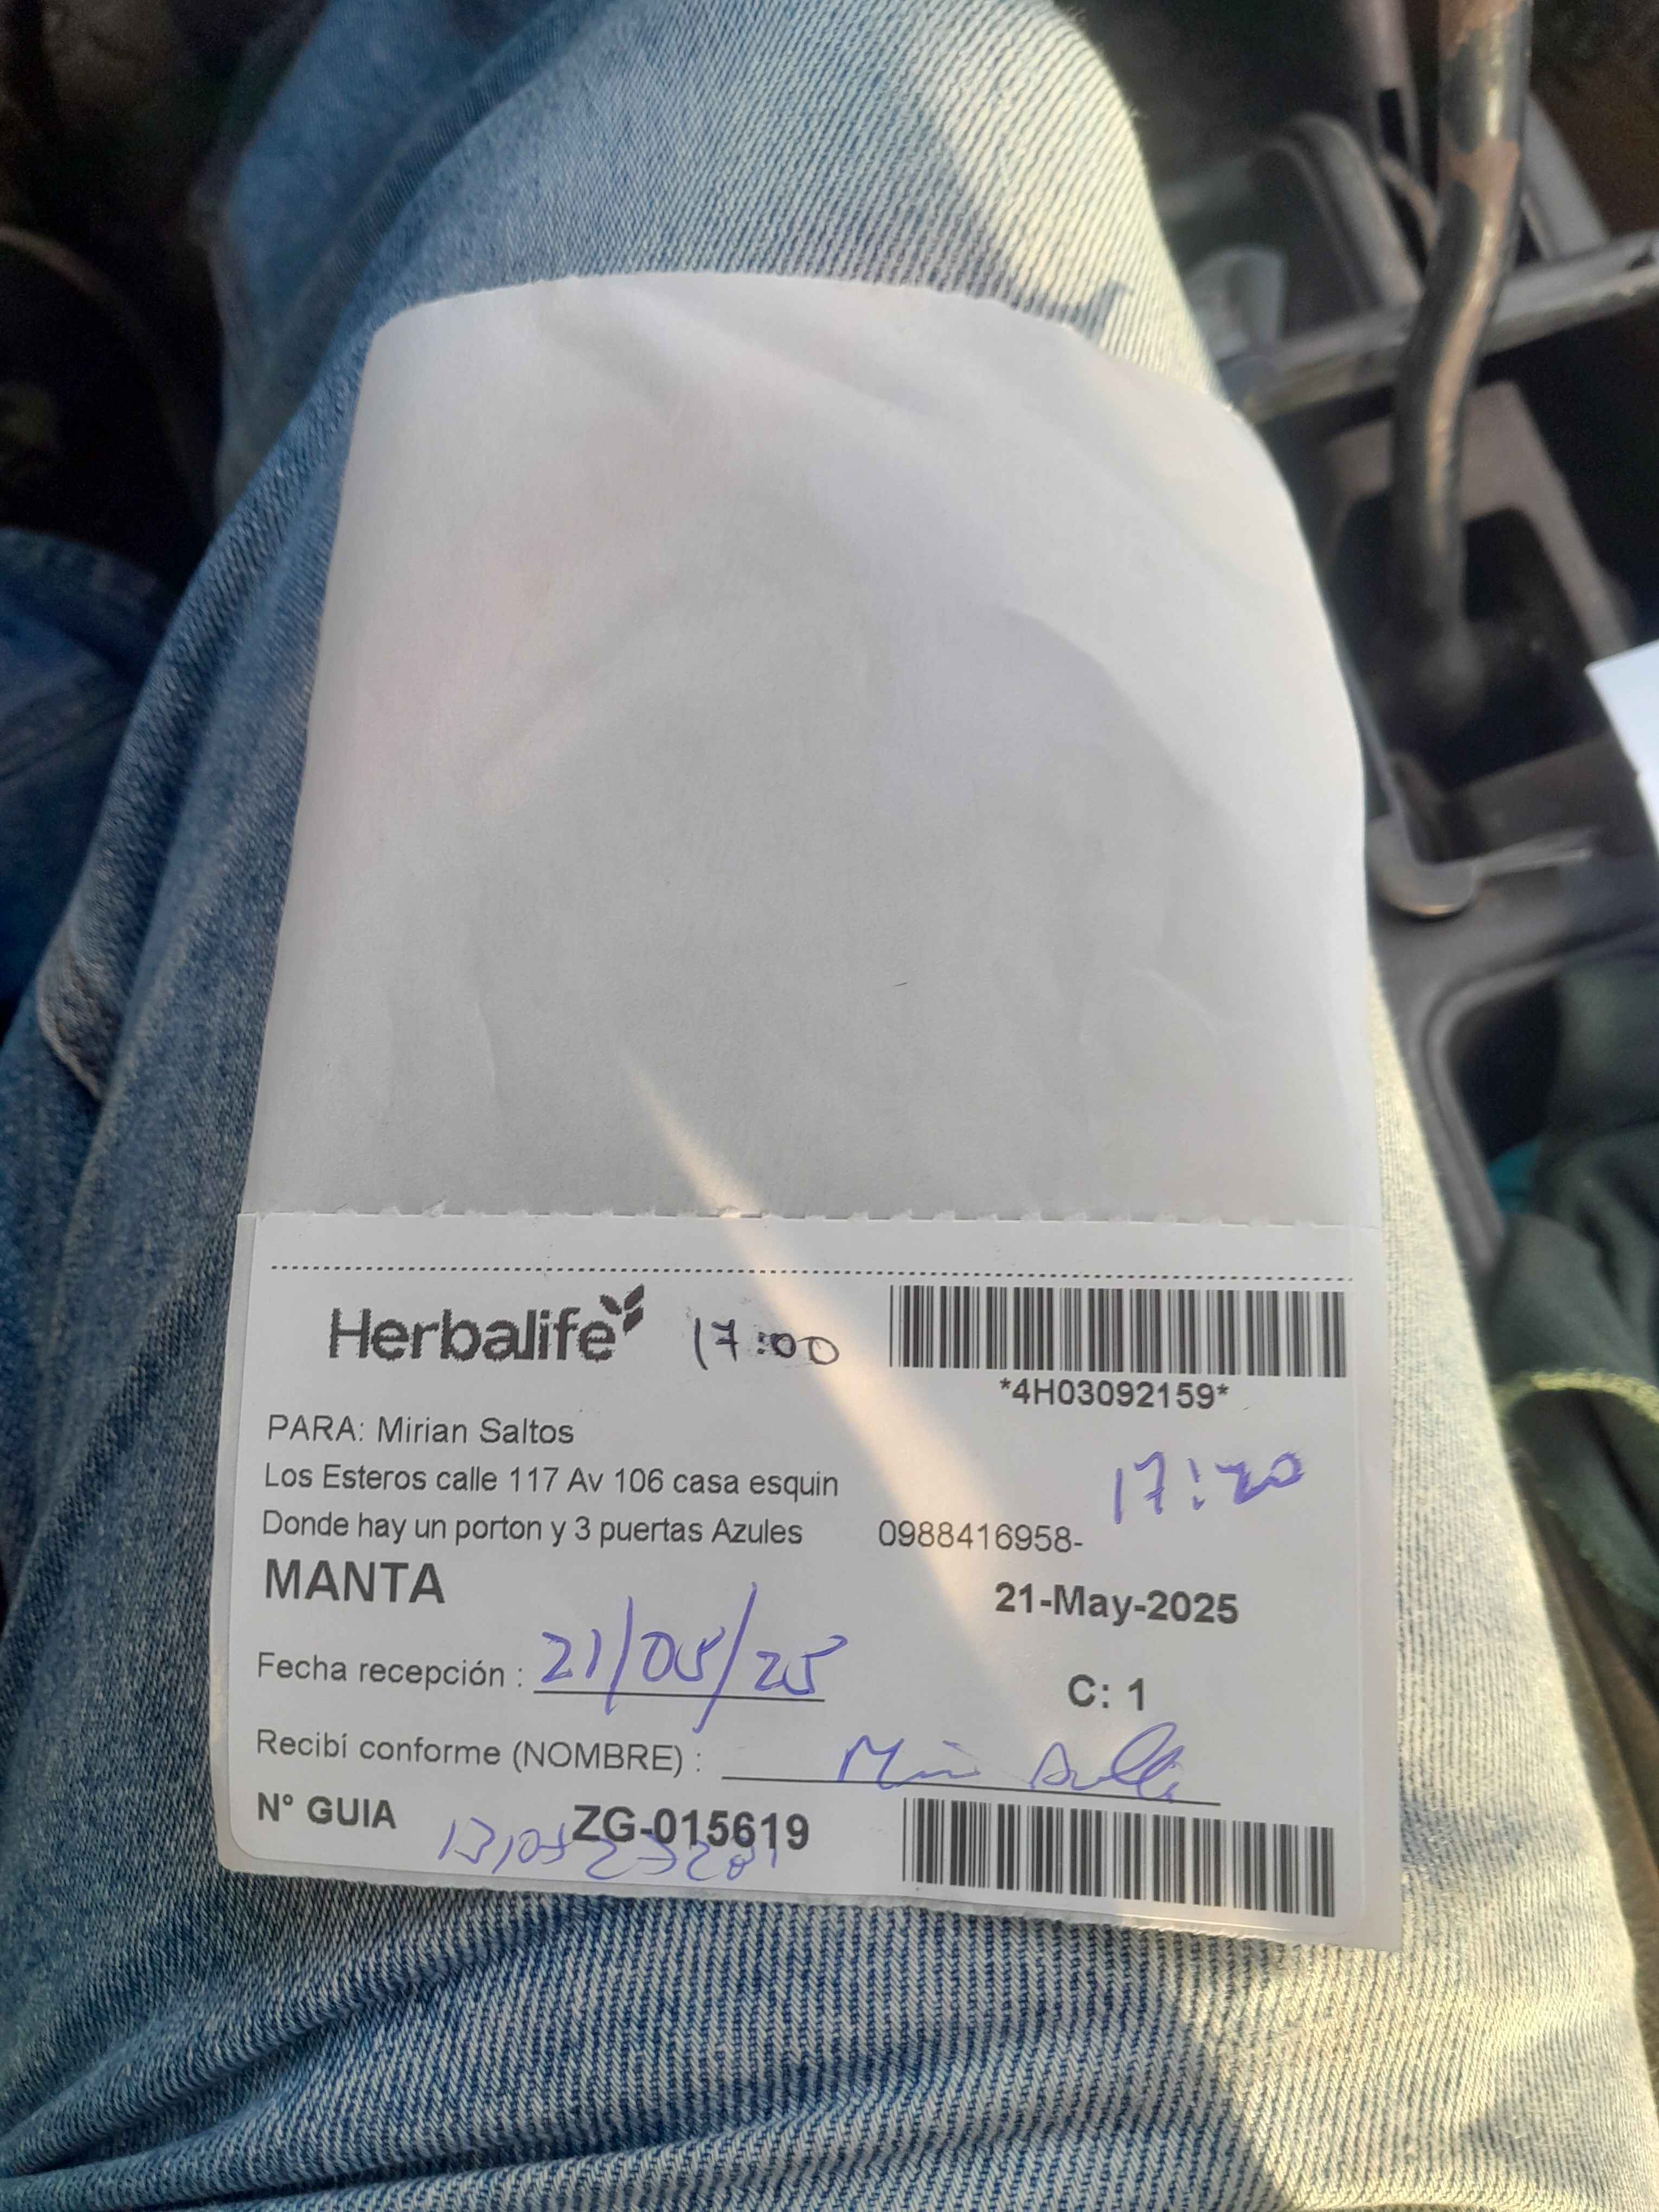 Herbalife 17:00
*4H03092159*
PARA: Mirian Saltos
17:20
Los Esteros calle 117 Av 106 casa esquin
Donde hay un porton y 3 puertas Azules 0988416958-
MANTA 21-May-2025
Fecha recepción : 21/05/25
C: 1
Recibí conforme (NOMBRE) :
N° GUIA ZG-015619